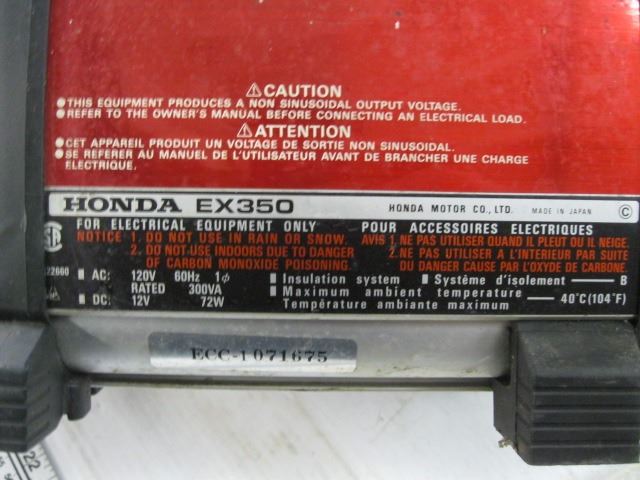 ⚠CAUTION
●THIS EQUIPMENT PRODUCES A NON SINUSOIDAL OUTPUT VOLTAGE.
●REFER TO THE OWNER'S MANUAL BEFORE CONNECTING AN ELECTRICAL LOAD.
⚠ATTENTION
●CET APPAREIL PRODUIT UN VOLTAGE DE SORTIE NON SINUSOIDAL.
●SE REFERER AU MANUEL DE L'UTILISATEUR AVANT DE BRANCHER UNE CHARGE
ELECTRIQUE.
HONDA EX350 HONDA MOTOR CO., LTD. MADE IN JAPAN ©
FOR ELECTRICAL EQUIPMENT ONLY
NOTICE 1. DO NOT USE IN RAIN OR SNOW.
2. DO NOT USE INDOORS DUE TO DANGER
OF CARBON MONOXIDE POISONING.
POUR ACCESSOIRES ELECTRIQUES
AVIS 1. NE PAS UTILISER QUAND IL PLEUT OU IL NEIGE.
2. NE PAS UTILISER A L'INTERIEUR PAR SUITE
DU DANGER CAUSE PAR L'OXYDE DE CARBONE.
22660
■ AC: 120V 60Hz 1ϕ
RATED 300VA
■ DC: 12V 72W
■ Insulation system ■ Système d'isolement — B
■ Maximum ambient temperature — 40°C(104°F)
Température ambiante maximum
ECC-1071675
22